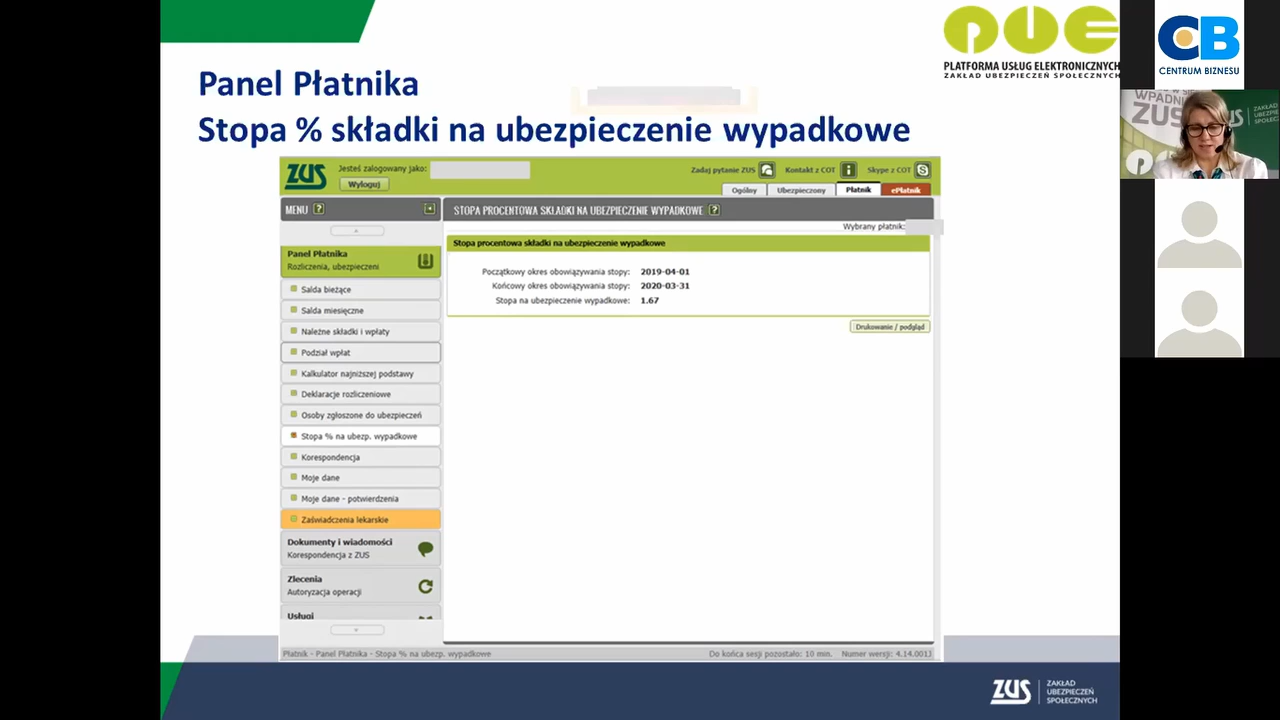 Panel Płatnika
Stopa % składki na ubezpieczenie wypadkowe
PUE
PLATFORMA USŁUG ELEKTRONICZNYCH
ZAKŁAD UBEZPIECZEŃ SPOŁECZNYCH
CB
CENTRUM BIZNESU
WPADNI
ZUS
ZUS
Jesteś zalogowany jako:
Wyloguj
Zadaj pytanie ZUS
Kontakt z COT
Skype z COT
Ogólny
Ubezpieczony
Płatnik
ePłatnik
MENU ?
STOPA PROCENTOWA SKŁADKI NA UBEZPIECZENIE WYPADKOWE ?
Wybrany płatnik:
Panel Płatnika
Rozliczenia, ubezpieczeni
Salda bieżące
Salda miesięczne
Należne składki i wpłaty
Podział wpłat
Kalkulator najniższej podstawy
Deklaracje rozliczeniowe
Osoby zgłoszone do ubezpieczeń
Stopa % na ubezp. wypadkowe
Korespondencja
Moje dane
Moje dane - potwierdzenia
Zaświadczenia lekarskie
Dokumenty i wiadomości
Korespondencja z ZUS
Zlecenia
Autoryzacja operacji
Usługi
Stopa procentowa składki na ubezpieczenie wypadkowe
Początkowy okres obowiązywania stopy: 2019-04-01
Końcowy okres obowiązywania stopy: 2020-03-31
Stopa na ubezpieczenie wypadkowe: 1.67
Drukowanie / podgląd
Płatnik - Panel Płatnika - Stopa % na ubezp. wypadkowe
Do końca sesji pozostało: 10 min.
Numer wersji: 4.14.001J
ZUS
ZAKŁAD
UBEZPIECZEŃ
SPOŁECZNYCH